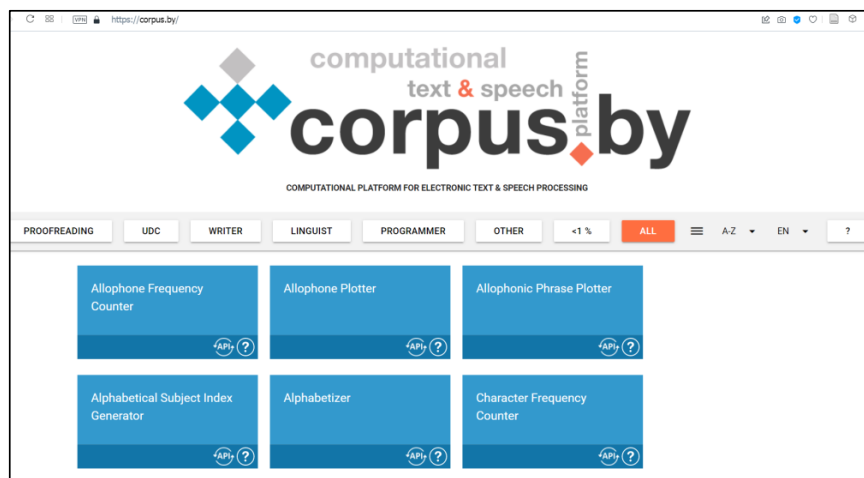 VPN https://corpus.by/
computational
text & speech
platform
corpus.by
COMPUTATIONAL PLATFORM FOR ELECTRONIC TEXT & SPEECH PROCESSING
PROOFREADING UDC WRITER LINGUIST PROGRAMMER OTHER <1 % ALL A-Z EN ?
Allophone Frequency Counter
API ?
Allophone Plotter
API ?
Allophonic Phrase Plotter
API ?
Alphabetical Subject Index Generator
API ?
Alphabetizer
API ?
Character Frequency Counter
API ?